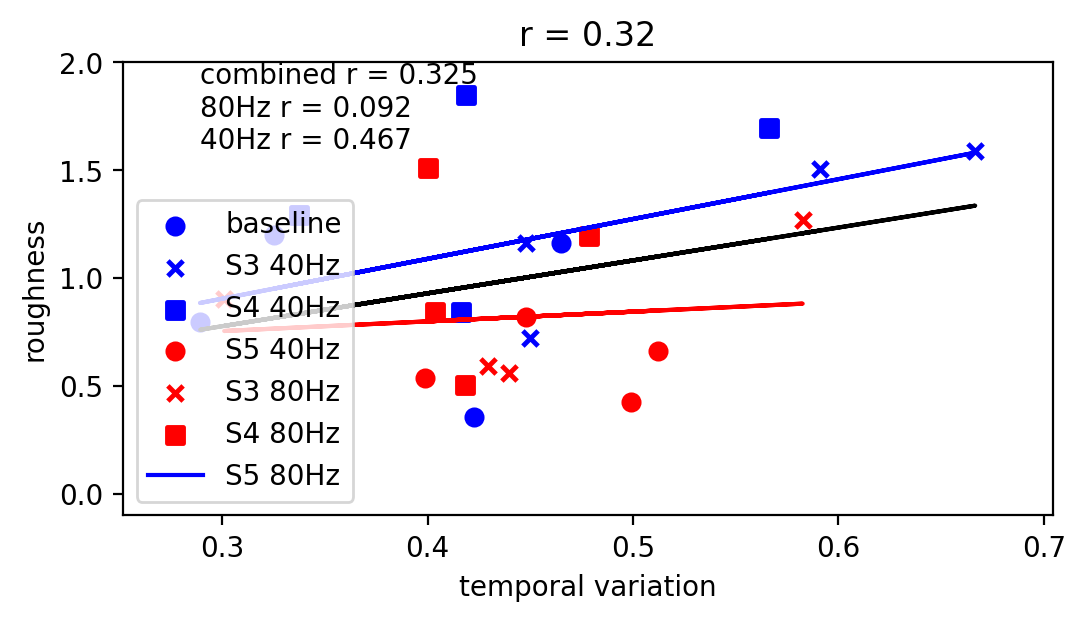 r = 0.32
combined r = 0.325
80Hz r = 0.092
40Hz r = 0.467
2.0
1.5
1.0
0.5
0.0
roughness
baseline
S3 40Hz
S4 40Hz
S5 40Hz
S3 80Hz
S4 80Hz
S5 80Hz
0.3 0.4 0.5 0.6 0.7
temporal variation